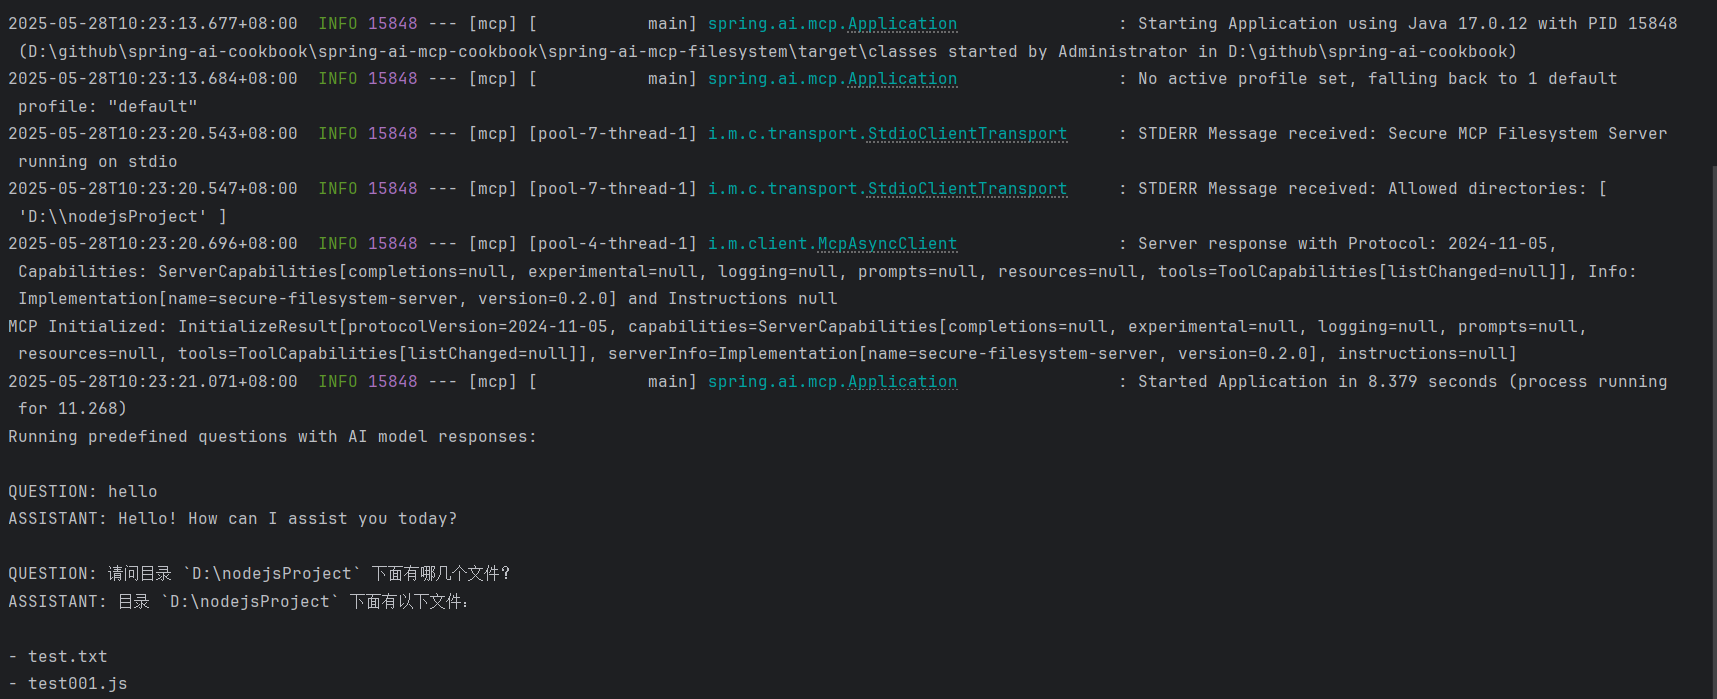 2025-05-28T10:23:13.677+08:00  INFO 15848 --- [mcp] [           main] spring.ai.mcp.Application                : Starting Application using Java 17.0.12 with PID 15848
 (D:\github\spring-ai-cookbook\spring-ai-mcp-cookbook\spring-ai-mcp-filesystem\target\classes started by Administrator in D:\github\spring-ai-cookbook)
2025-05-28T10:23:13.684+08:00  INFO 15848 --- [mcp] [           main] spring.ai.mcp.Application                : No active profile set, falling back to 1 default
 profile: "default"
2025-05-28T10:23:20.543+08:00  INFO 15848 --- [mcp] [pool-7-thread-1] i.m.c.transport.StdioClientTransport     : STDERR Message received: Secure MCP Filesystem Server
 running on stdio
2025-05-28T10:23:20.547+08:00  INFO 15848 --- [mcp] [pool-7-thread-1] i.m.c.transport.StdioClientTransport     : STDERR Message received: Allowed directories: [
 'D:\\nodejsProject' ]
2025-05-28T10:23:20.696+08:00  INFO 15848 --- [mcp] [pool-4-thread-1] i.m.client.McpAsyncClient                : Server response with Protocol: 2024-11-05,
 Capabilities: ServerCapabilities[completions=null, experimental=null, logging=null, prompts=null, resources=null, tools=ToolCapabilities[listChanged=null]], Info:
 Implementation[name=secure-filesystem-server, version=0.2.0] and Instructions null
MCP Initialized: InitializeResult[protocolVersion=2024-11-05, capabilities=ServerCapabilities[completions=null, experimental=null, logging=null, prompts=null,
 resources=null, tools=ToolCapabilities[listChanged=null]], serverInfo=Implementation[name=secure-filesystem-server, version=0.2.0], instructions=null]
2025-05-28T10:23:21.071+08:00  INFO 15848 --- [mcp] [           main] spring.ai.mcp.Application                : Started Application in 8.379 seconds (process running
 for 11.268)
Running predefined questions with AI model responses:

QUESTION: hello
ASSISTANT: Hello! How can I assist you today?

QUESTION: 请问目录 `D:\nodejsProject` 下面有哪几个文件？
ASSISTANT: 目录 `D:\nodejsProject` 下面有以下文件：

- test.txt
- test001.js